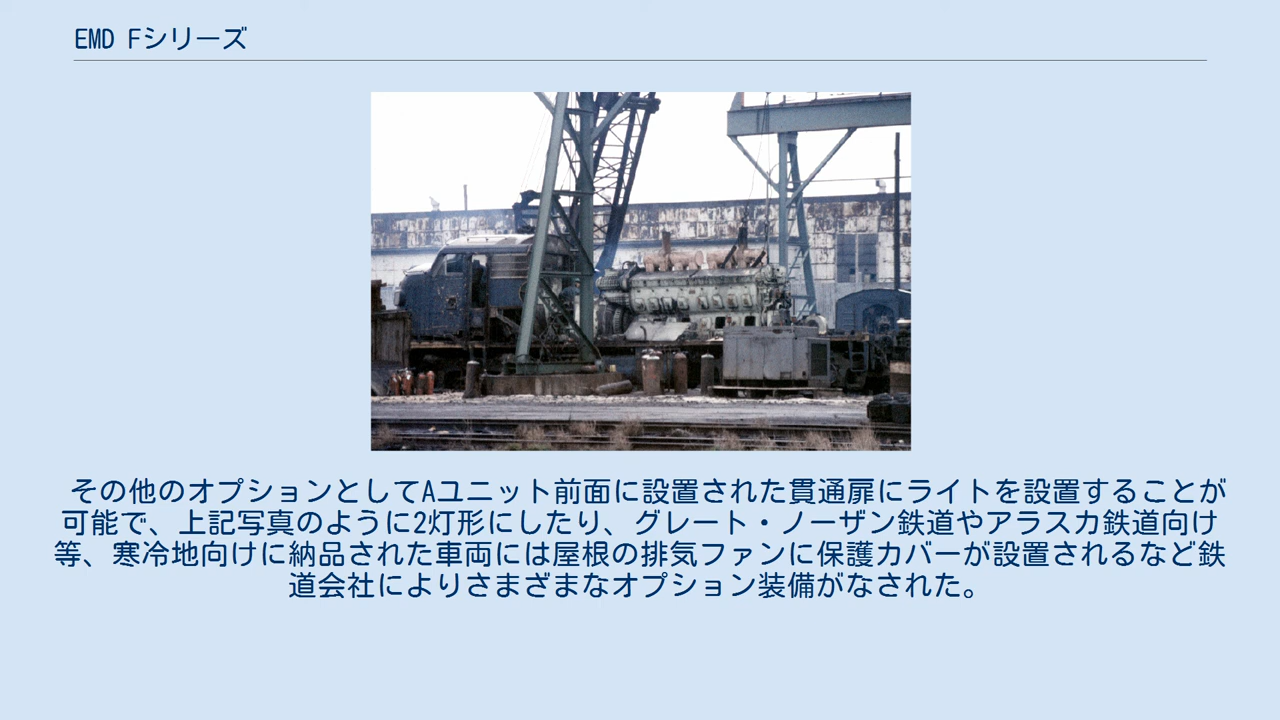 EMD Fシリーズ
その他のオプションとしてAユニット前面に設置された貫通扉にライトを設置することが
可能で、上記写真のように2灯形にしたり、グレート・ノーザン鉄道やアラスカ鉄道向け
等、寒冷地向けに納品された車両には屋根の排気ファンに保護カバーが設置されるなど鉄
道会社によりさまざまなオプション装備がなされた。